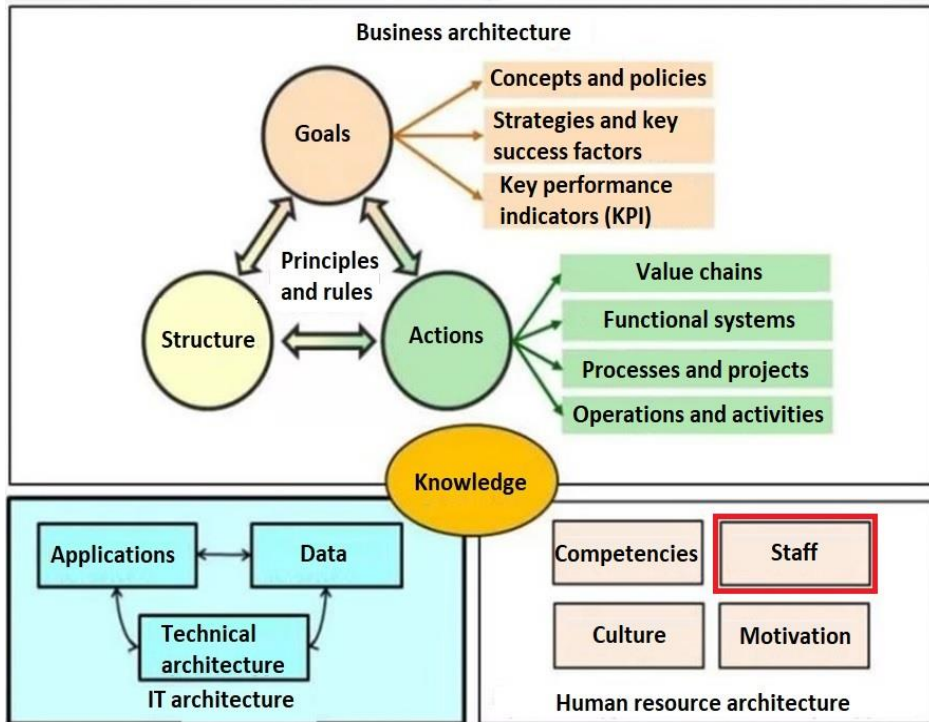 Business architecture
Goals
Concepts and policies
Strategies and key
success factors
Key performance
indicators (KPI)
Principles
and rules
Structure
Actions
Value chains
Functional systems
Processes and projects
Operations and activities
Knowledge
Applications
Data
Technical
architecture
IT architecture
Competencies
Staff
Culture
Motivation
Human resource architecture